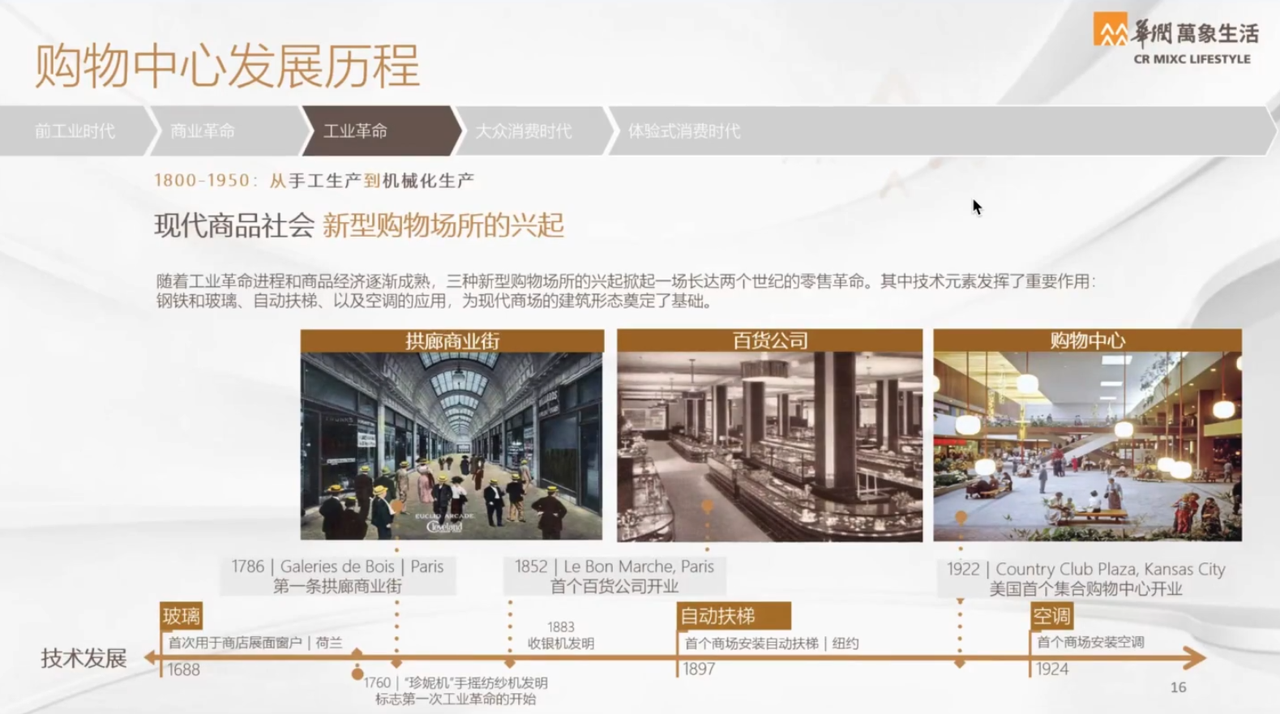 购物中心发展历程
華潤萬象生活
CR MIXC LIFESTYLE
前工业时代
商业革命
工业革命
大众消费时代
体验式消费时代
1800-1950：从手工生产到机械化生产
现代商品社会 新型购物场所的兴起
随着工业革命进程和商品经济逐渐成熟，三种新型购物场所的兴起掀起一场长达两个世纪的零售革命。其中技术元素发挥了重要作用：
钢铁和玻璃、自动扶梯、以及空调的应用，为现代商场的建筑形态奠定了基础。
拱廊商业街
百货公司
购物中心
EUCLID ARCADE
Cleveland
1786 | Galeries de Bois | Paris
第一条拱廊商业街
1852 | Le Bon Marche, Paris
首个百货公司开业
1922 | Country Club Plaza, Kansas City
美国首个集合购物中心开业
玻璃
首次用于商店展面窗户 | 荷兰
1883
收银机发明
自动扶梯
首个商场安装自动扶梯 | 纽约
空调
首个商场安装空调
技术发展
1688
1760 | “珍妮机”手摇纺纱机发明
标志第一次工业革命的开始
1897
1924
16